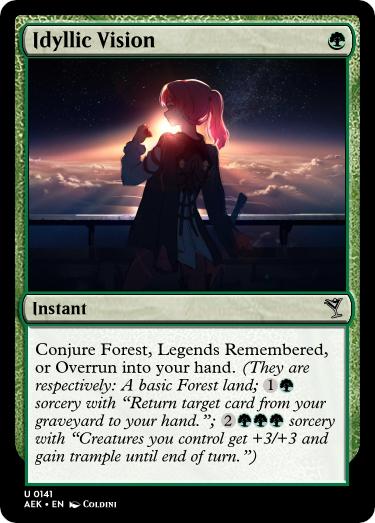 Idyllic Vision
Instant
Conjure Forest, Legends Remembered,
or Overrun into your hand. (They are
respectively: A basic Forest land; 1
sorcery with “Return target card from your
graveyard to your hand.”; 2 sorcery
with “Creatures you control get +3/+3 and
gain trample until end of turn.”)
U 0141
AEK • EN Coldini